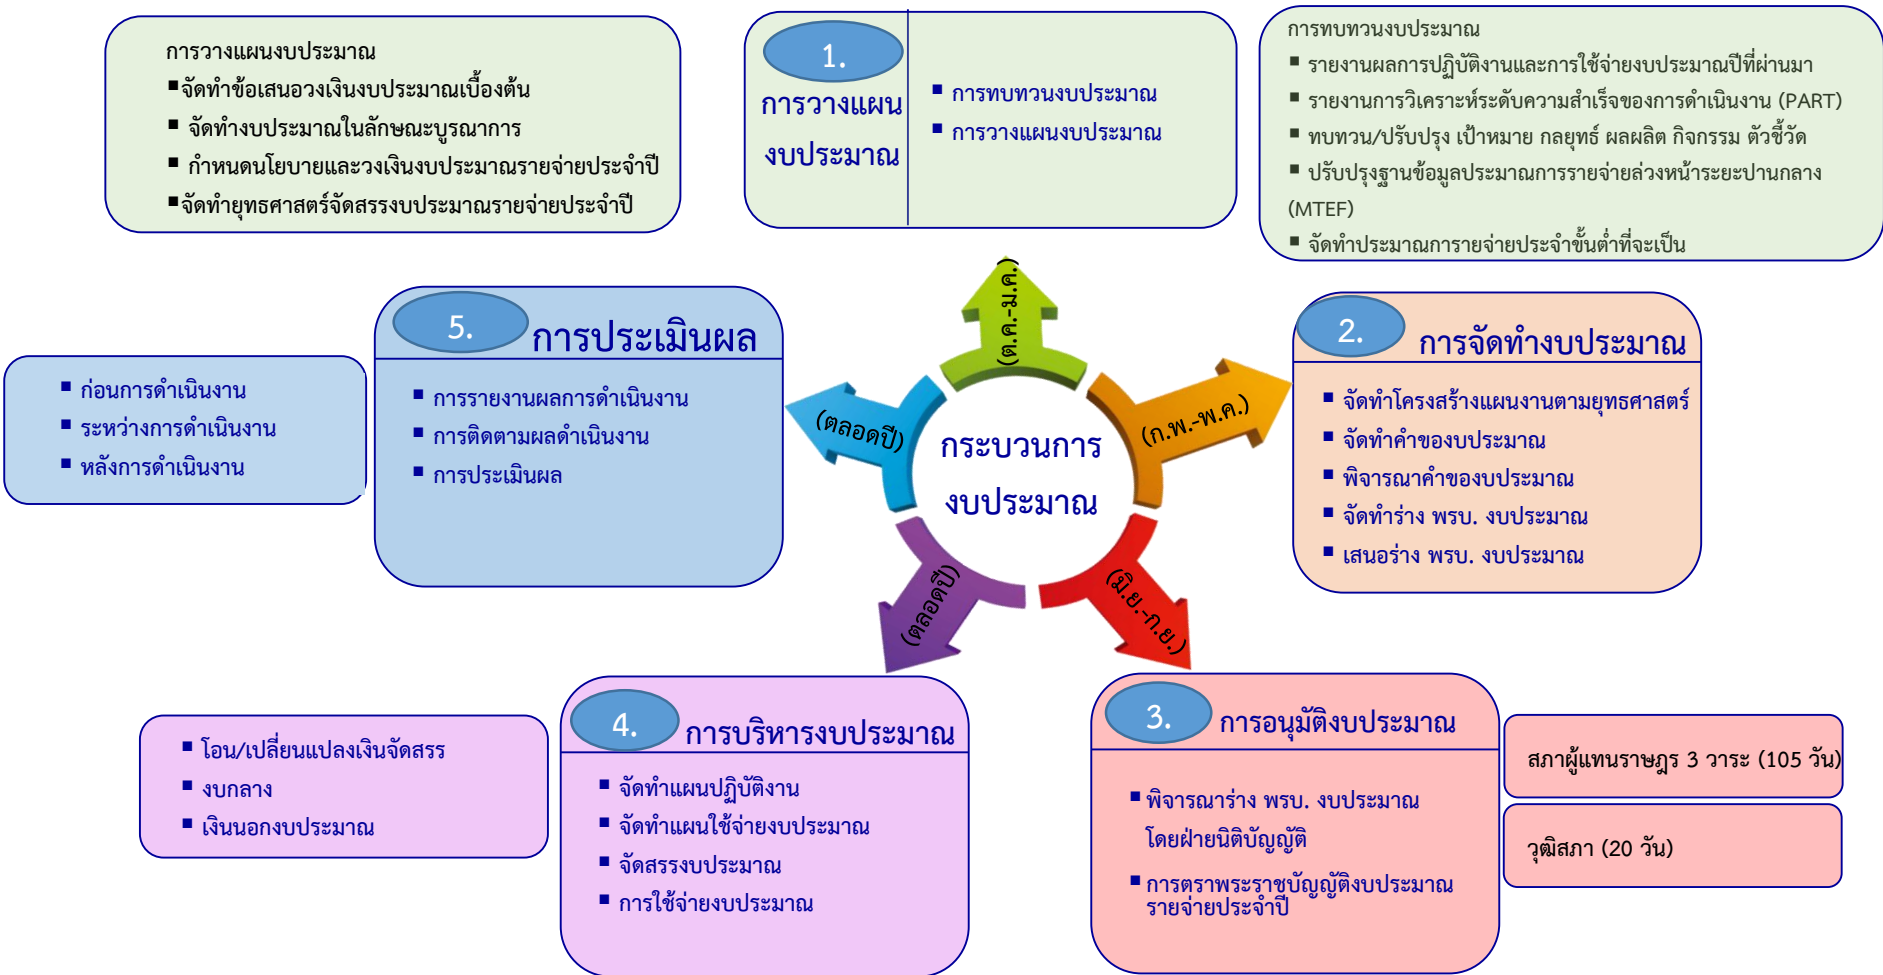 การวางแผนงบประมาณ
▪จัดทำข้อเสนอวงเงินงบประมาณเบื้องต้น
▪ จัดทำงบประมาณในลักษณะบูรณาการ
▪ กำหนดนโยบายและวงเงินงบประมาณรายจ่ายประจำปี
▪จัดทำยุทธศาสตร์จัดสรรงบประมาณรายจ่ายประจำปี
1.
การวางแผน
งบประมาณ
▪ การทบทวนงบประมาณ
▪ การวางแผนงบประมาณ
การทบทวนงบประมาณ
▪ รายงานผลการปฏิบัติงานและการใช้จ่ายงบประมาณปีที่ผ่านมา
▪ รายงานการวิเคราะห์ระดับความสำเร็จของการดำเนินงาน (PART)
▪ ทบทวน/ปรับปรุง เป้าหมาย กลยุทธ์ ผลผลิต กิจกรรม ตัวชี้วัด
▪ ปรับปรุงฐานข้อมูลประมาณการรายจ่ายล่วงหน้าระยะปานกลาง
(MTEF)
▪ จัดทำประมาณการรายจ่ายประจำขั้นต่ำที่จะเป็น
(ต.ค.-ม.ค.)
5.
การประเมินผล
▪ การรายงานผลการดำเนินงาน
▪ การติดตามผลดำเนินงาน
▪ การประเมินผล
▪ ก่อนการดำเนินงาน
▪ ระหว่างการดำเนินงาน
▪ หลังการดำเนินงาน
(ตลอดปี)
กระบวนการ
งบประมาณ
(ก.พ.-พ.ค.)
2.
การจัดทำงบประมาณ
▪ จัดทำโครงสร้างแผนงานตามยุทธศาสตร์
▪ จัดทำคำของบประมาณ
▪ พิจารณาคำของบประมาณ
▪ จัดทำร่าง พรบ. งบประมาณ
▪ เสนอร่าง พรบ. งบประมาณ
(ตลอดปี)
(มิ.ย.-ก.ย.)
▪ โอน/เปลี่ยนแปลงเงินจัดสรร
▪ งบกลาง
▪ เงินนอกงบประมาณ
4.
การบริหารงบประมาณ
▪ จัดทำแผนปฏิบัติงาน
▪ จัดทำแผนใช้จ่ายงบประมาณ
▪ จัดสรรงบประมาณ
▪ การใช้จ่ายงบประมาณ
3.
การอนุมัติงบประมาณ
▪ พิจารณาร่าง พรบ. งบประมาณ
โดยฝ่ายนิติบัญญัติ
▪ การตราพระราชบัญญัติงบประมาณ
รายจ่ายประจำปี
สภาผู้แทนราษฎร 3 วาระ (105 วัน)
วุฒิสภา (20 วัน)